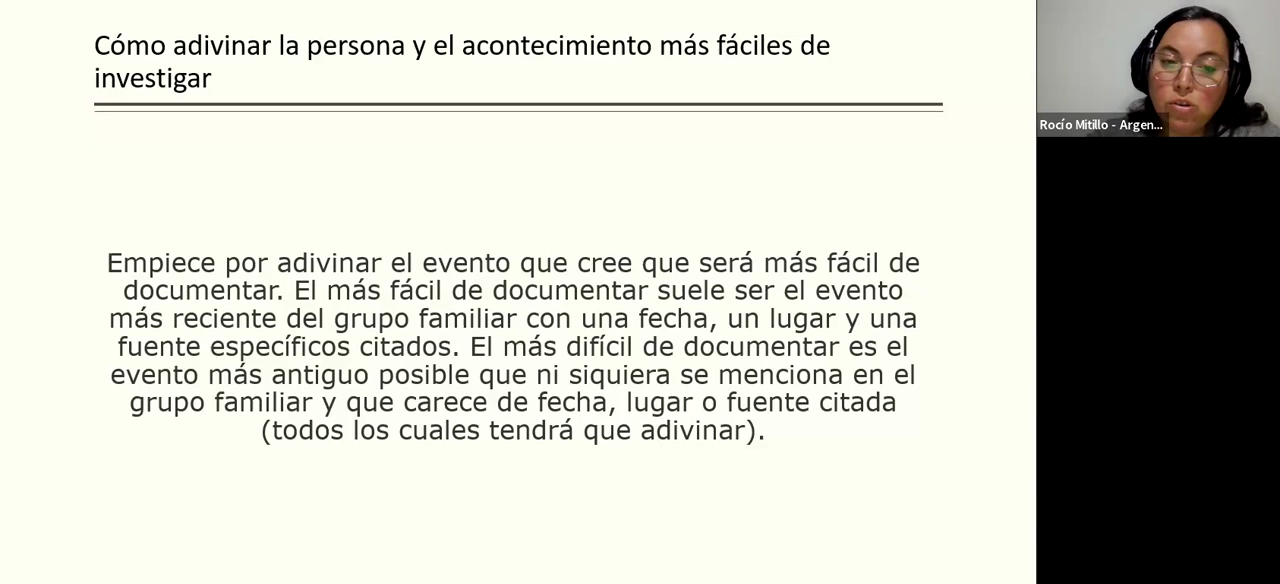 Cómo adivinar la persona y el acontecimiento más fáciles de
investigar
Empiece por adivinar el evento que cree que será más fácil de
documentar. El más fácil de documentar suele ser el evento
más reciente del grupo familiar con una fecha, un lugar y una
fuente específicos citados. El más difícil de documentar es el
evento más antiguo posible que ni siquiera se menciona en el
grupo familiar y que carece de fecha, lugar o fuente citada
(todos los cuales tendrá que adivinar).
Rocío Mitillo - Argen...